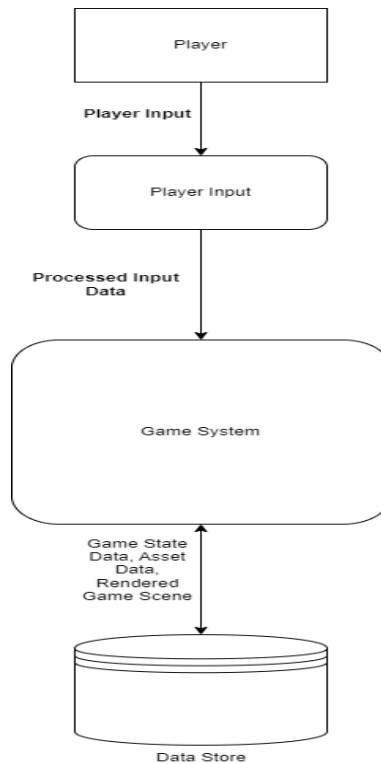 Player
Player Input
Player Input
Processed Input
Data
Game System
Game State
Data, Asset
Data,
Rendered
Game Scene
Data Store